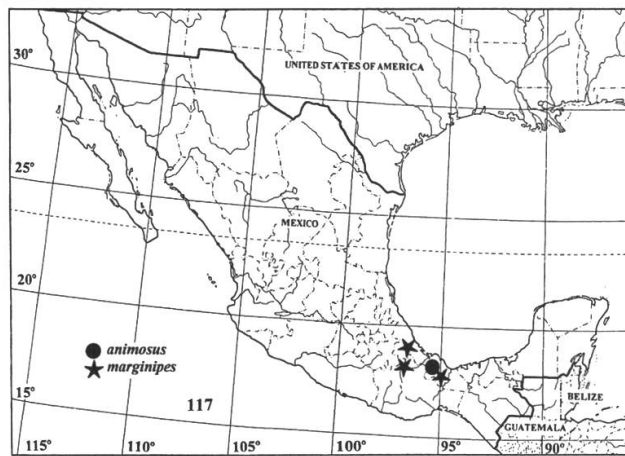 30°
UNITED STATES OF AMERICA
25°
MEXICO
20°
animosus
marginipes
15°
117
BELIZE
GUATEMALA
115°
110°
105°
100°
95°
90°